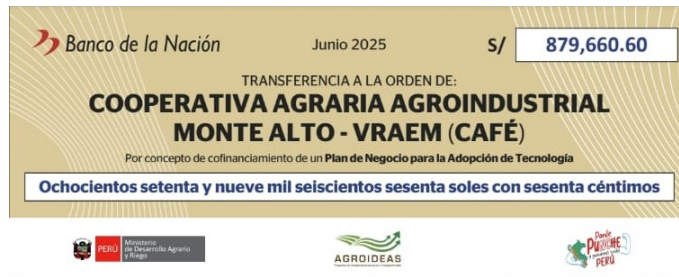 Banco de la Nación
Junio 2025
S/
879,660.60
TRANSFERENCIA A LA ORDEN DE:
COOPERATIVA AGRARIA AGROINDUSTRIAL
MONTE ALTO - VRAEM (CAFÉ)
Por concepto de cofinanciamiento de un Plan de Negocio para la Adopción de Tecnología
Ochocientos setenta y nueve mil seiscientos sesenta soles con sesenta céntimos
PERÚ
Ministerio
de Desarrollo Agrario
y Riego
AGROIDEAS
PERÚ